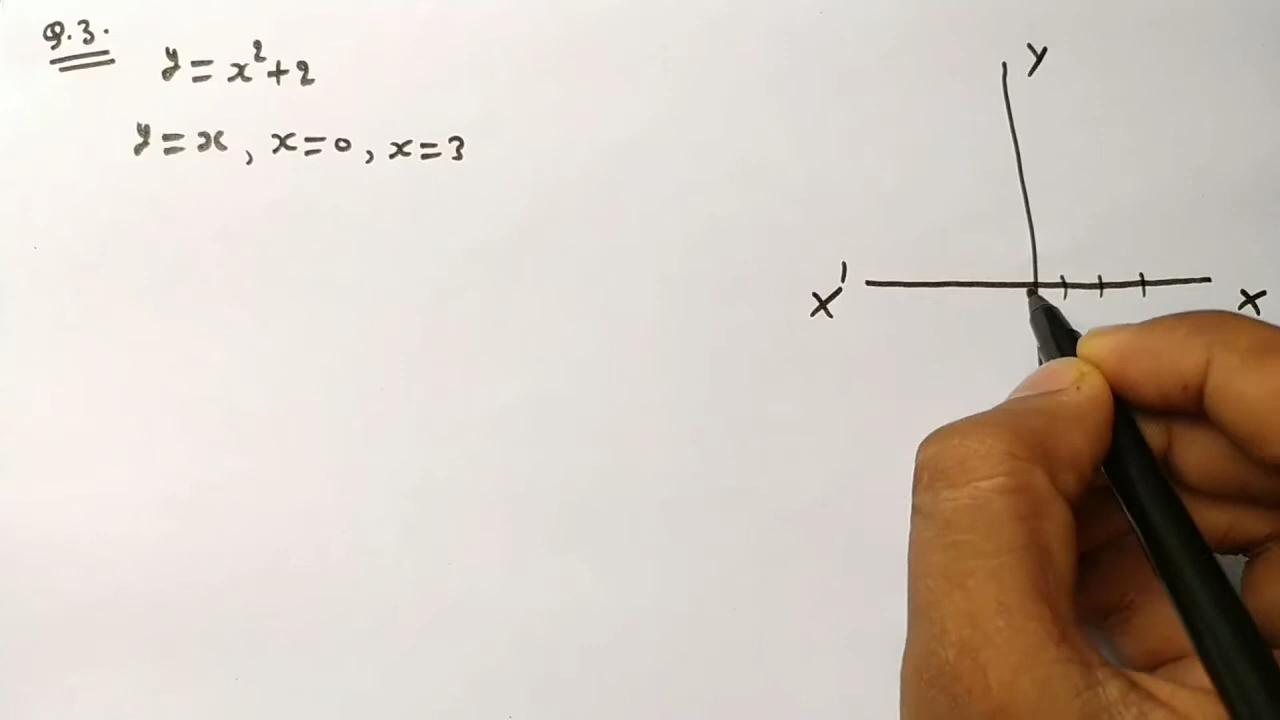 Q.3.
y = x²+2
y = x, x=0, x=3
y
x'
x